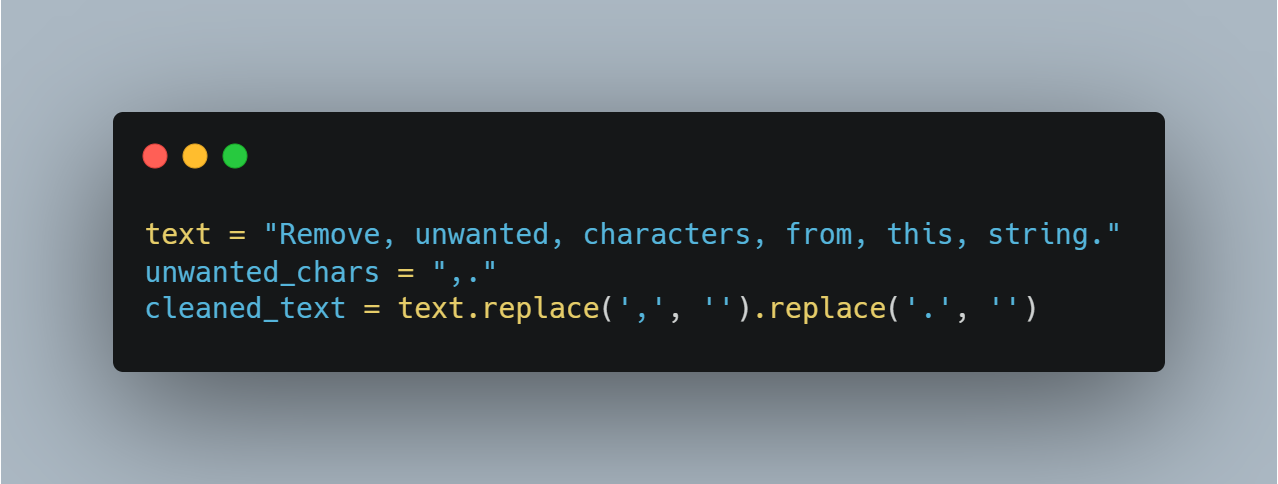 text = "Remove, unwanted, characters, from, this, string."
unwanted_chars = ",."
cleaned_text = text.replace(',', '').replace('.', '')